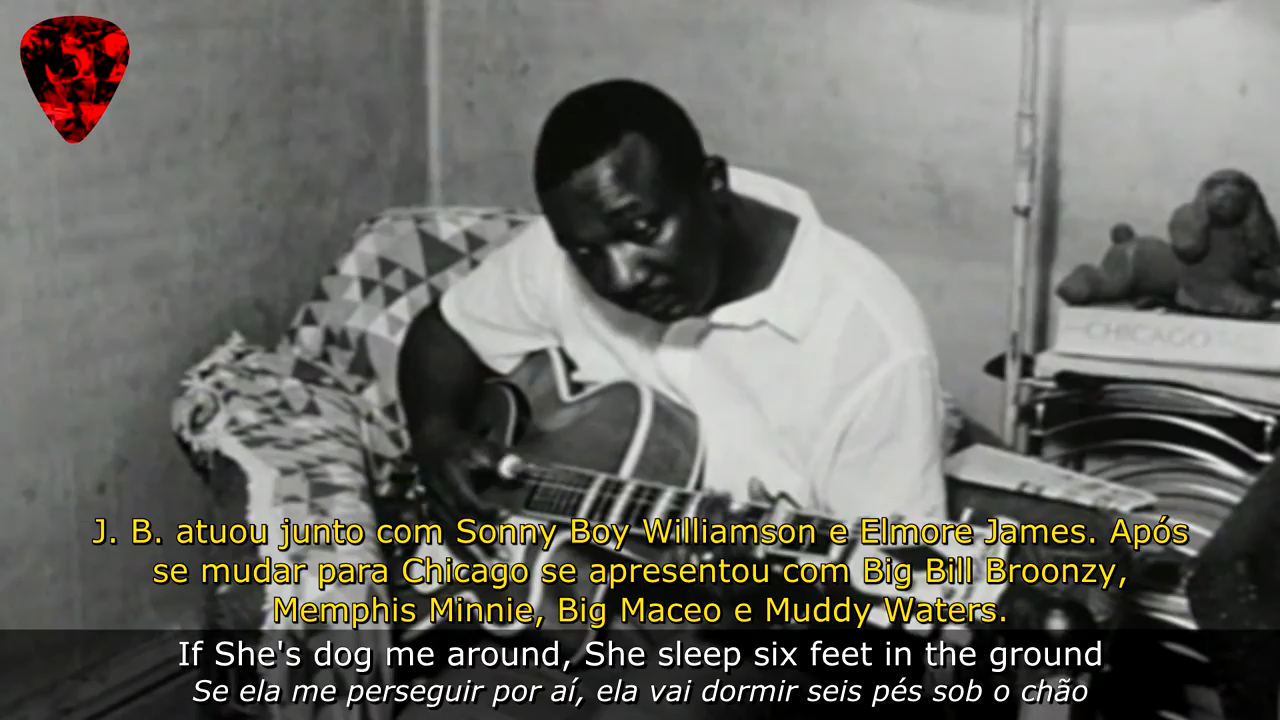 CHICAGO
J. B. atuou junto com Sonny Boy Williamson e Elmore James. Após
se mudar para Chicago se apresentou com Big Bill Broonzy,
Memphis Minnie, Big Maceo e Muddy Waters.
If She's dog me around, She sleep six feet in the ground
Se ela me perseguir por aí, ela vai dormir seis pés sob o chão